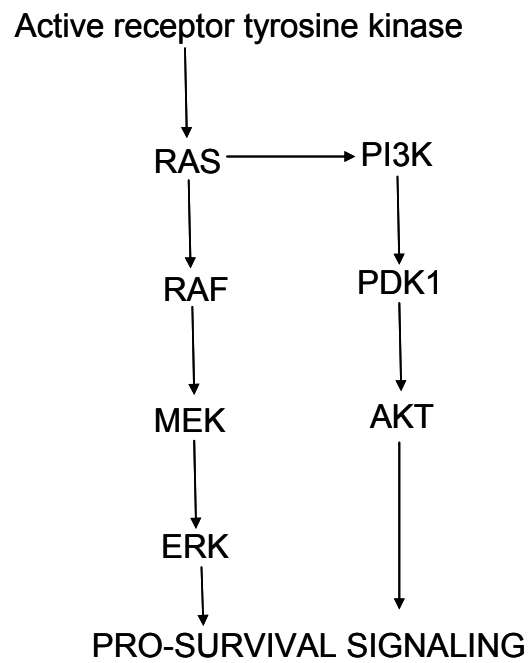 Active receptor tyrosine kinase
RAS PI3K
RAF PDK1
MEK AKT
ERK
PRO-SURVIVAL SIGNALING